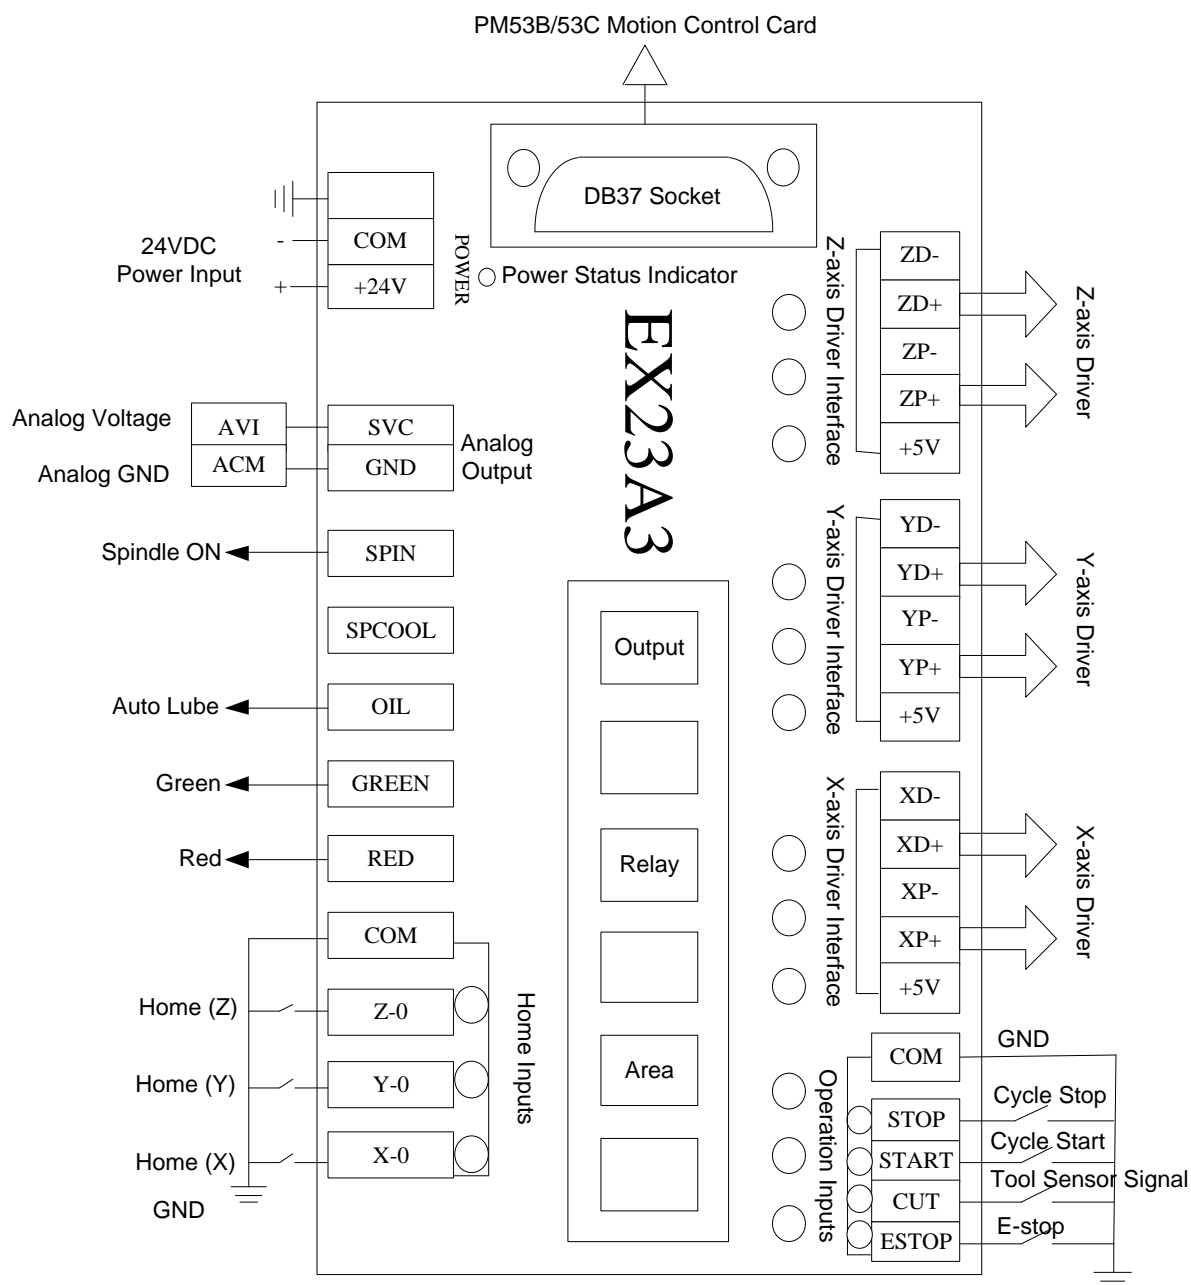 PM53B/53C Motion Control Card
DB37 Socket
24VDC
Power Input
-
COM
+
+24V
POWER
Power Status Indicator
EX23A3
Analog Voltage
AVI
SVC
Analog GND
ACM
GND
Analog
Output
Spindle ON
SPIN
SPCOOL
Auto Lube
OIL
Green
GREEN
Red
RED
COM
Home (Z)
Z-0
Home (Y)
Y-0
Home (X)
X-0
GND
Home Inputs
Output
Relay
Area
Z-axis Driver Interface
ZD-
ZD+
ZP-
ZP+
+5V
Z-axis Driver
Y-axis Driver Interface
YD-
YD+
YP-
YP+
+5V
Y-axis Driver
X-axis Driver Interface
XD-
XD+
XP-
XP+
+5V
X-axis Driver
Operation Inputs
COM
GND
STOP
Cycle Stop
START
Cycle Start
CUT
Tool Sensor Signal
ESTOP
E-stop